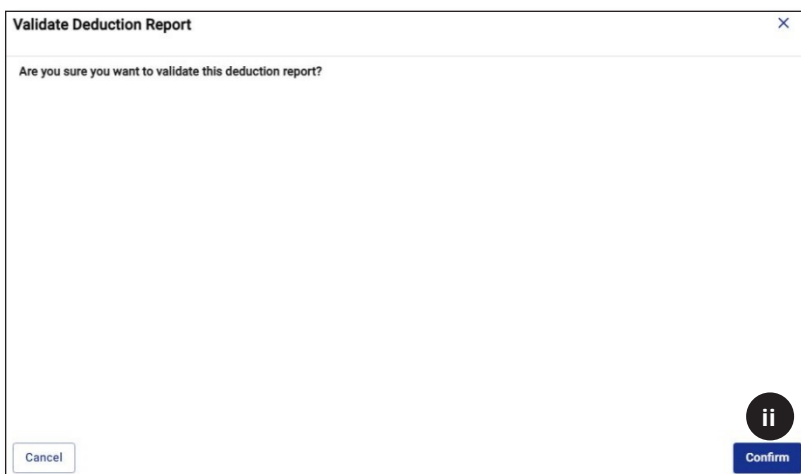 Validate Deduction Report
Are you sure you want to validate this deduction report?
ii
Cancel Confirm